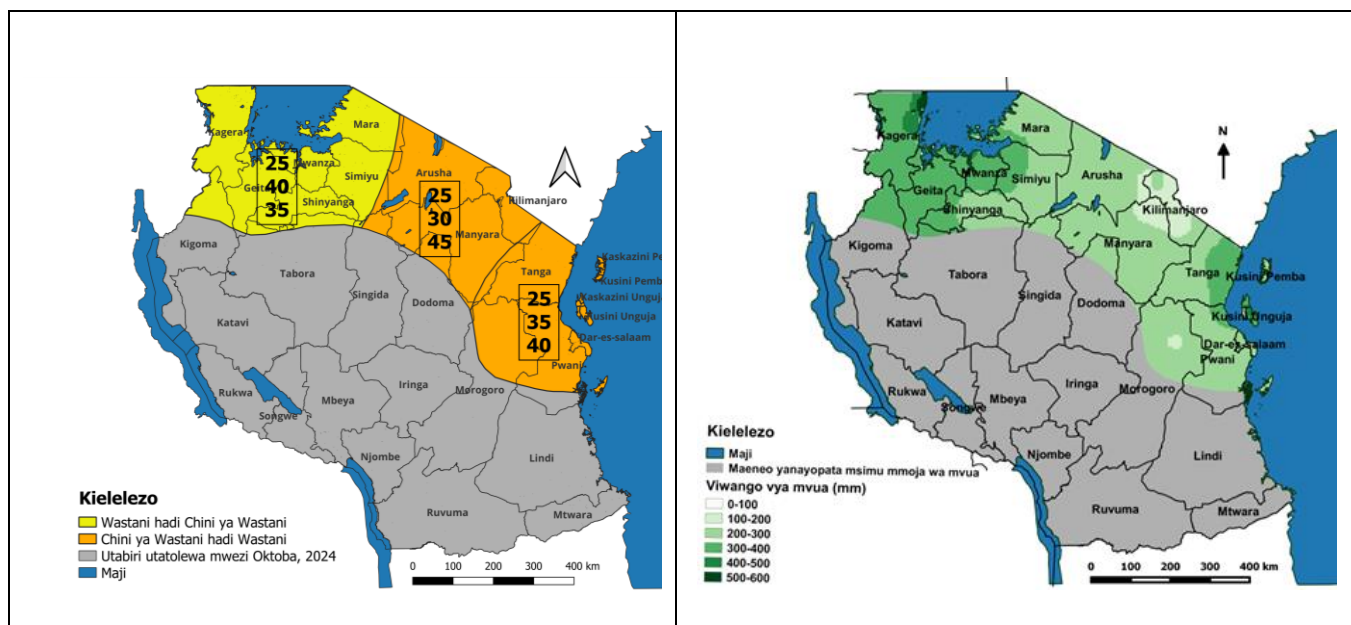 Kagera
Mara
Mwanza
Geita
Simiyu
Shinyanga
25
40
35
Arusha
Kilimanjaro
Manyara
25
30
45
Tanga
Kaskazini Pe
Kusini Pemba
Kaskazini Unguja
Kusini Unguja
Dar-es-salaam
Pwani
25
35
40
Kigoma
Tabora
Singida
Dodoma
Katavi
Rukwa
Songwe
Mbeya
Iringa
Morogoro
Njombe
Lindi
Ruvuma
Mtwara
Kielelezo
Wastani hadi Chini ya Wastani
Chini ya Wastani hadi Wastani
Utabiri utatolewa mwezi Oktoba, 2024
Maji
0 100 200 300 400 km
N
Kagera
Mara
Mwanza
Geita
Simiyu
Shinyanga
Arusha
Kilimanjaro
Manyara
Tanga
Kusini Pemba
Kusini Unguja
Dar-es-salaam
Pwani
Kigoma
Tabora
Singida
Dodoma
Katavi
Rukwa
Songwe
Mbeya
Iringa
Morogoro
Njombe
Lindi
Ruvuma
Mtwara
Kielelezo
Maji
Maeneo yanayopata msimu mmoja wa mvua
Viwango vya mvua (mm)
0-100
100-200
200-300
300-400
400-500
500-600
0 100 200 300 400 km